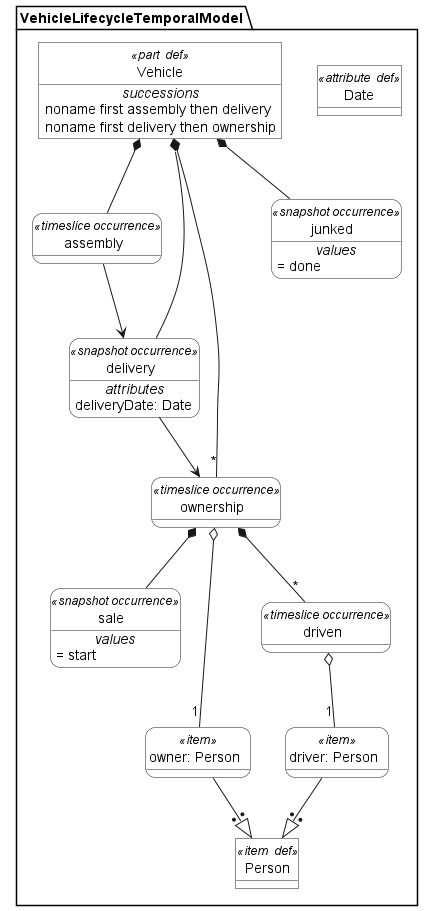 VehicleLifecycleTemporalModel
«part def»
Vehicle
successions
noname first assembly then delivery
noname first delivery then ownership
«attribute def»
Date
«timeslice occurrence»
assembly
«snapshot occurrence»
junked
values
= done
«snapshot occurrence»
delivery
attributes
deliveryDate: Date
*
«timeslice occurrence»
ownership
«snapshot occurrence»
sale
values
= start
*
«timeslice occurrence»
driven
1
1
«item»
owner: Person
«item»
driver: Person
«item def»
Person